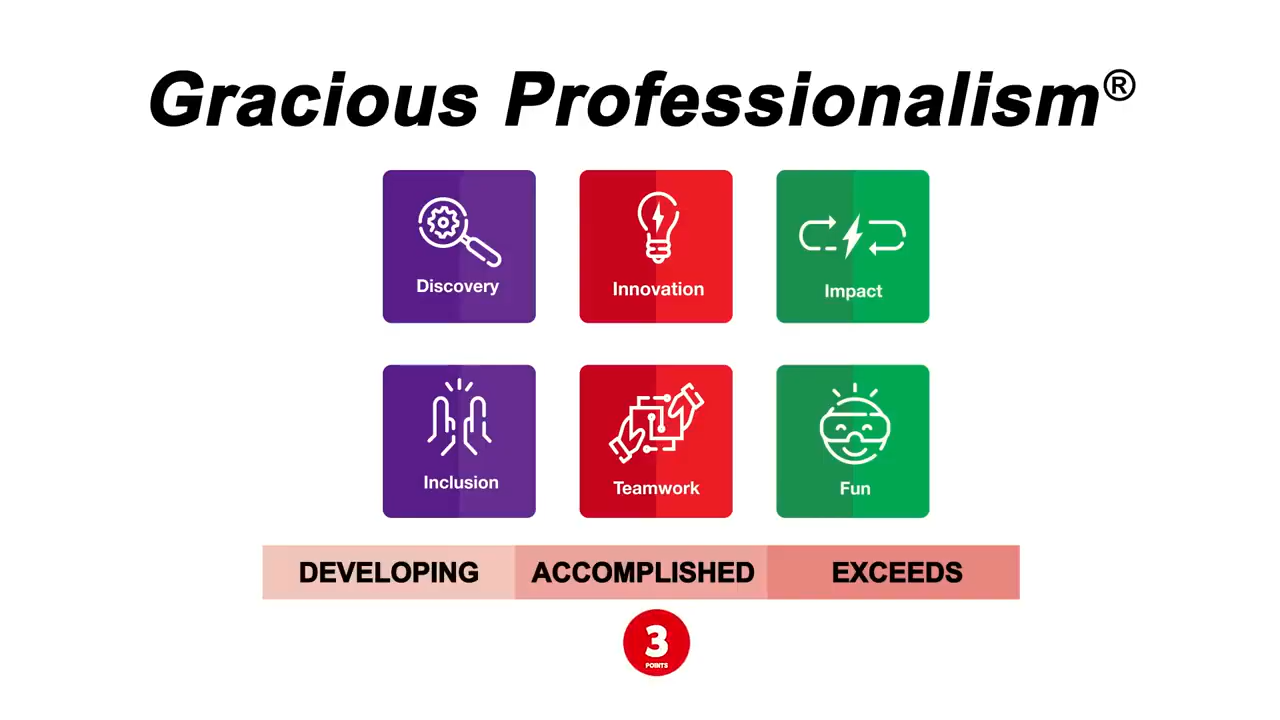 Gracious Professionalism®
Discovery
Innovation
Impact
Inclusion
Teamwork
Fun
DEVELOPING
ACCOMPLISHED
EXCEEDS
3
POINTS